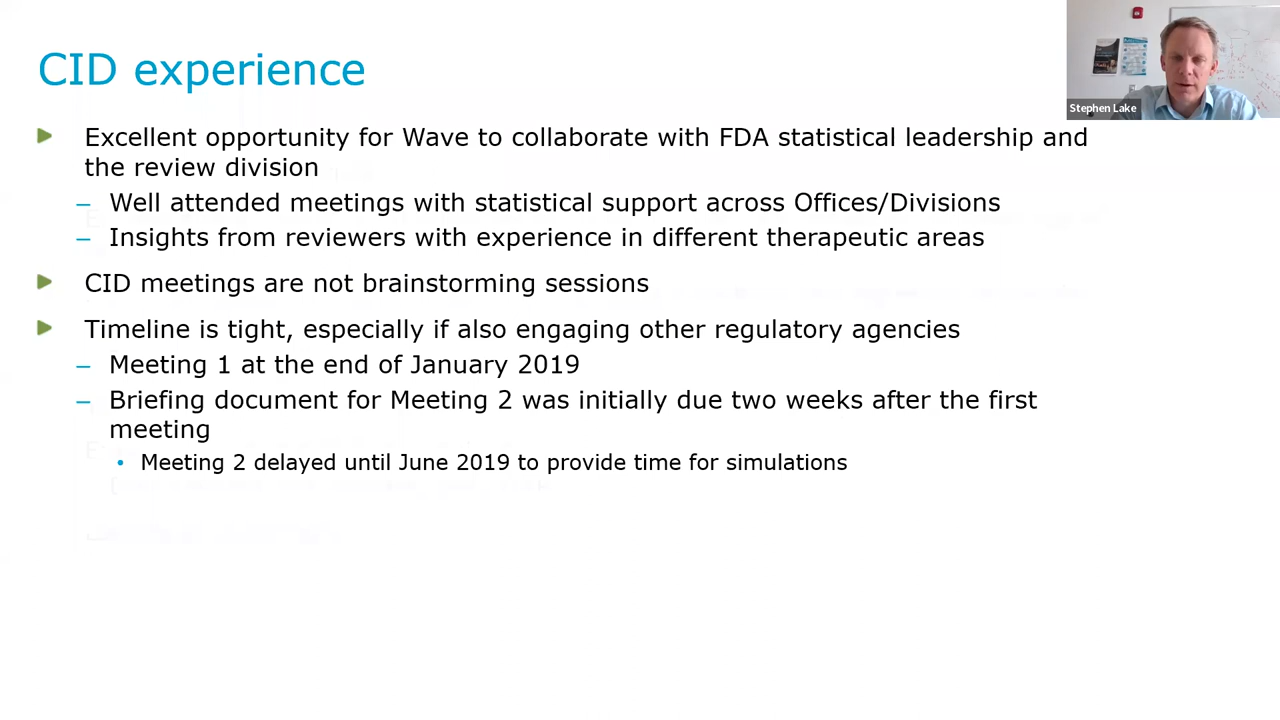 CID experience
Stephen Lake
Excellent opportunity for Wave to collaborate with FDA statistical leadership and
the review division
– Well attended meetings with statistical support across Offices/Divisions
– Insights from reviewers with experience in different therapeutic areas
CID meetings are not brainstorming sessions
Timeline is tight, especially if also engaging other regulatory agencies
– Meeting 1 at the end of January 2019
– Briefing document for Meeting 2 was initially due two weeks after the first
meeting
• Meeting 2 delayed until June 2019 to provide time for simulations